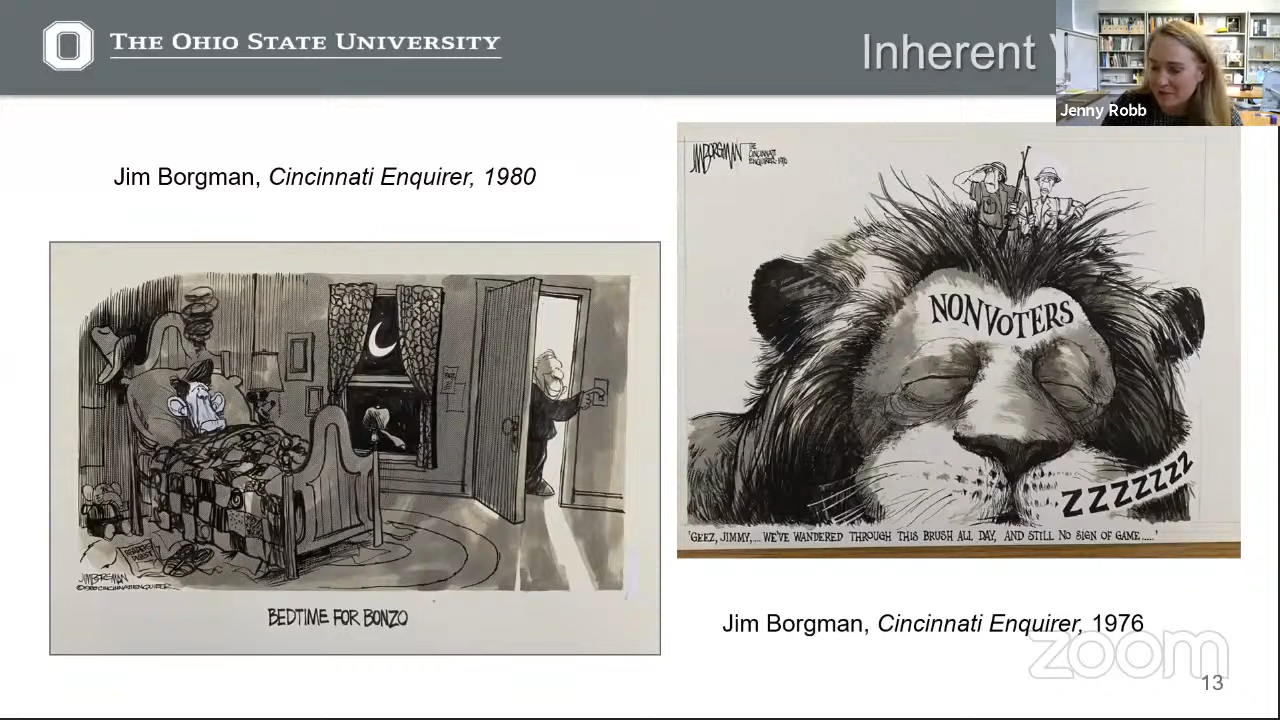 THE OHIO STATE UNIVERSITY
Inherent
Jenny Robb
Jim Borgman, Cincinnati Enquirer, 1980
JIM BORGMAN
BEDTIME FOR BONZO
JIM BORGMAN THE
CINCINNATI
ENQUIRER
NONVOTERS
ZZZZZZZ
'GEEZ, JIMMY,... WE'VE WANDERED THROUGH THIS BRUSH ALL DAY, AND STILL NO SIGN OF GAME.....'
Jim Borgman, Cincinnati Enquirer, 1976
zoom
13